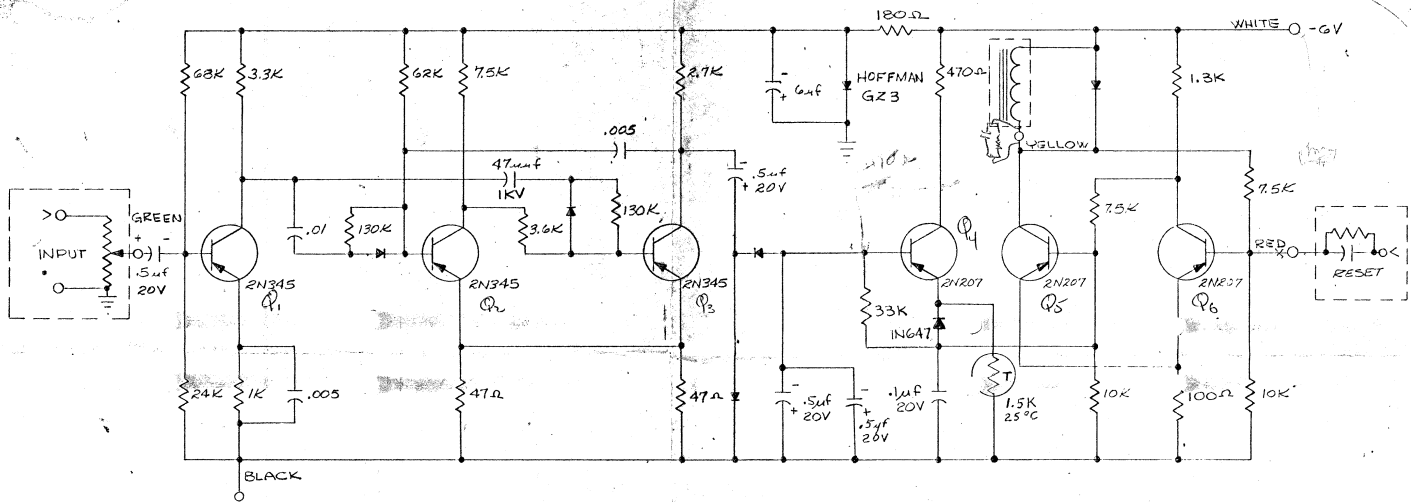 180Ω
WHITE -6V
68K
3.3K
62K
7.5K
2.7K
- + 6µf
HOFFMAN
GZ3
470Ω
1.3K
.005
YELLOW
47µµf
1KV
- + .5µf
20V
7.5K
7.5K
GREEN
> INPUT
+ -
.5µf
20V
.01
130K
3.6K
130K
RED
X
<
RESET
2N345
Q1
2N345
Q2
2N345
Q3
Q4
2N207
2N207
Q5
2N207
Q6
33K
1N647
T
24K
1K
.005
47Ω
47Ω
- + .5µf
20V
- + .5µf
20V
.1µf
20V
1.5K
25°C
10K
100Ω
10K
BLACK